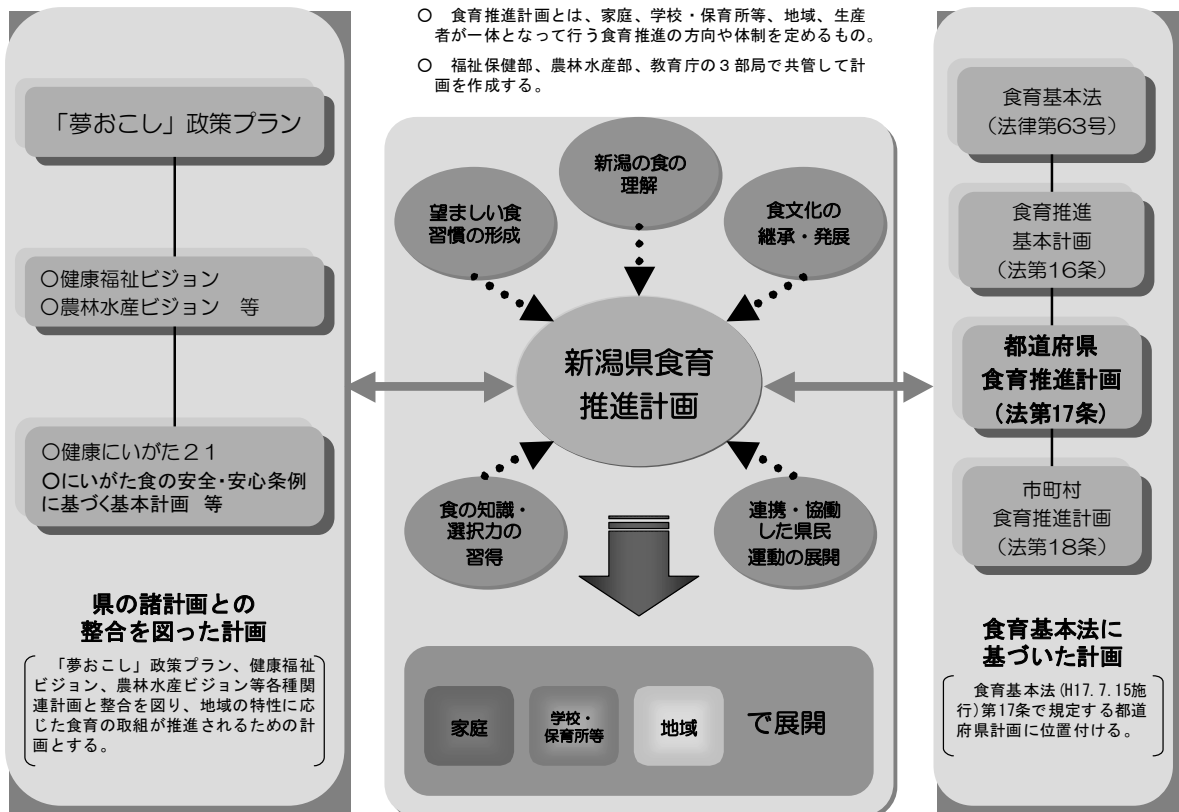 ○ 食育推進計画とは、家庭、学校・保育所等、地域、生産
者が一体となって行う食育推進の方向や体制を定めるもの。
○ 福祉保健部、農林水産部、教育庁の3部局で共管して計
画を作成する。
「夢おこし」政策プラン
○健康福祉ビジョン
○農林水産ビジョン 等
○健康にいがた21
○にいがた食の安全・安心条例
に基づく基本計画 等
県の諸計画との
整合を図った計画
「夢おこし」政策プラン、健康福祉
ビジョン、農林水産ビジョン等各種関
連計画と整合を図り、地域の特性に応
じた食育の取組が推進されるための計
画とする。
新潟の食の
理解
望ましい食
習慣の形成
食文化の
継承・発展
新潟県食育
推進計画
食の知識・
選択力の
習得
連携・協働
した県民
運動の展開
家庭
学校・
保育所等
地域
で展開
食育基本法
(法律第63号)
食育推進
基本計画
(法第16条)
都道府県
食育推進計画
(法第17条)
市町村
食育推進計画
(法第18条)
食育基本法に
基づいた計画
食育基本法(H17.7.15施
行)第17条で規定する都道
府県計画に位置付ける。